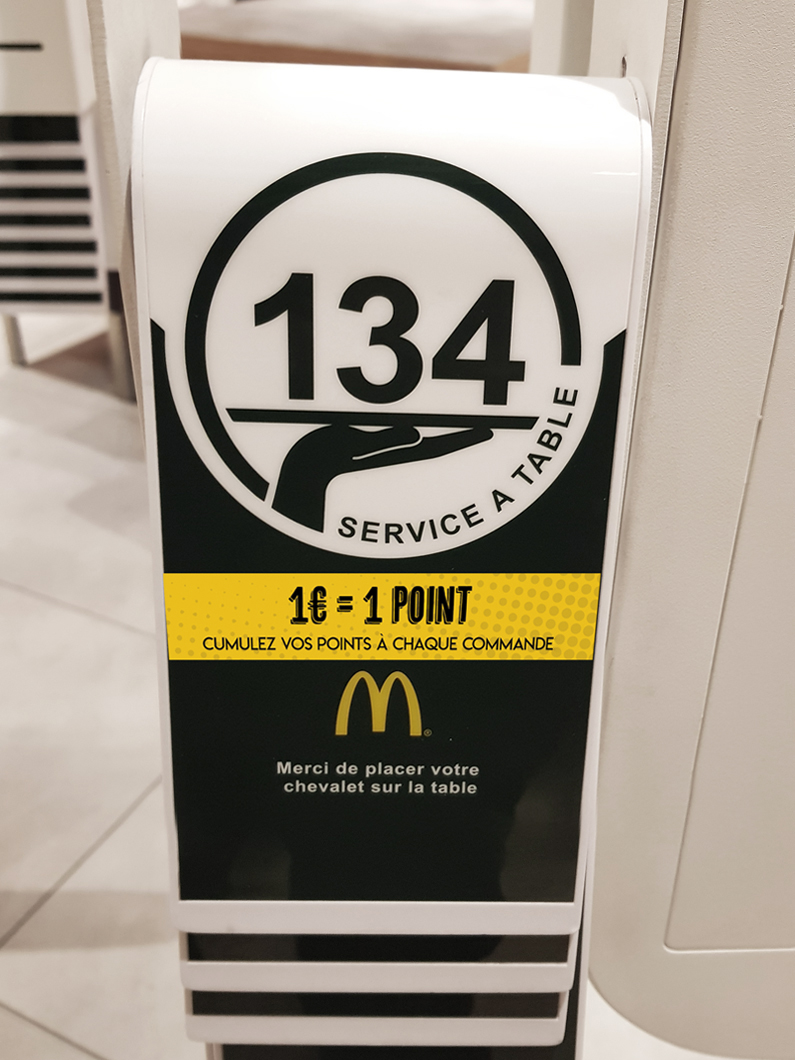 134
SERVICE A TABLE
1€ = 1 POINT
CUMULEZ VOS POINTS À CHAQUE COMMANDE
M
Merci de placer votre
chevalet sur la table